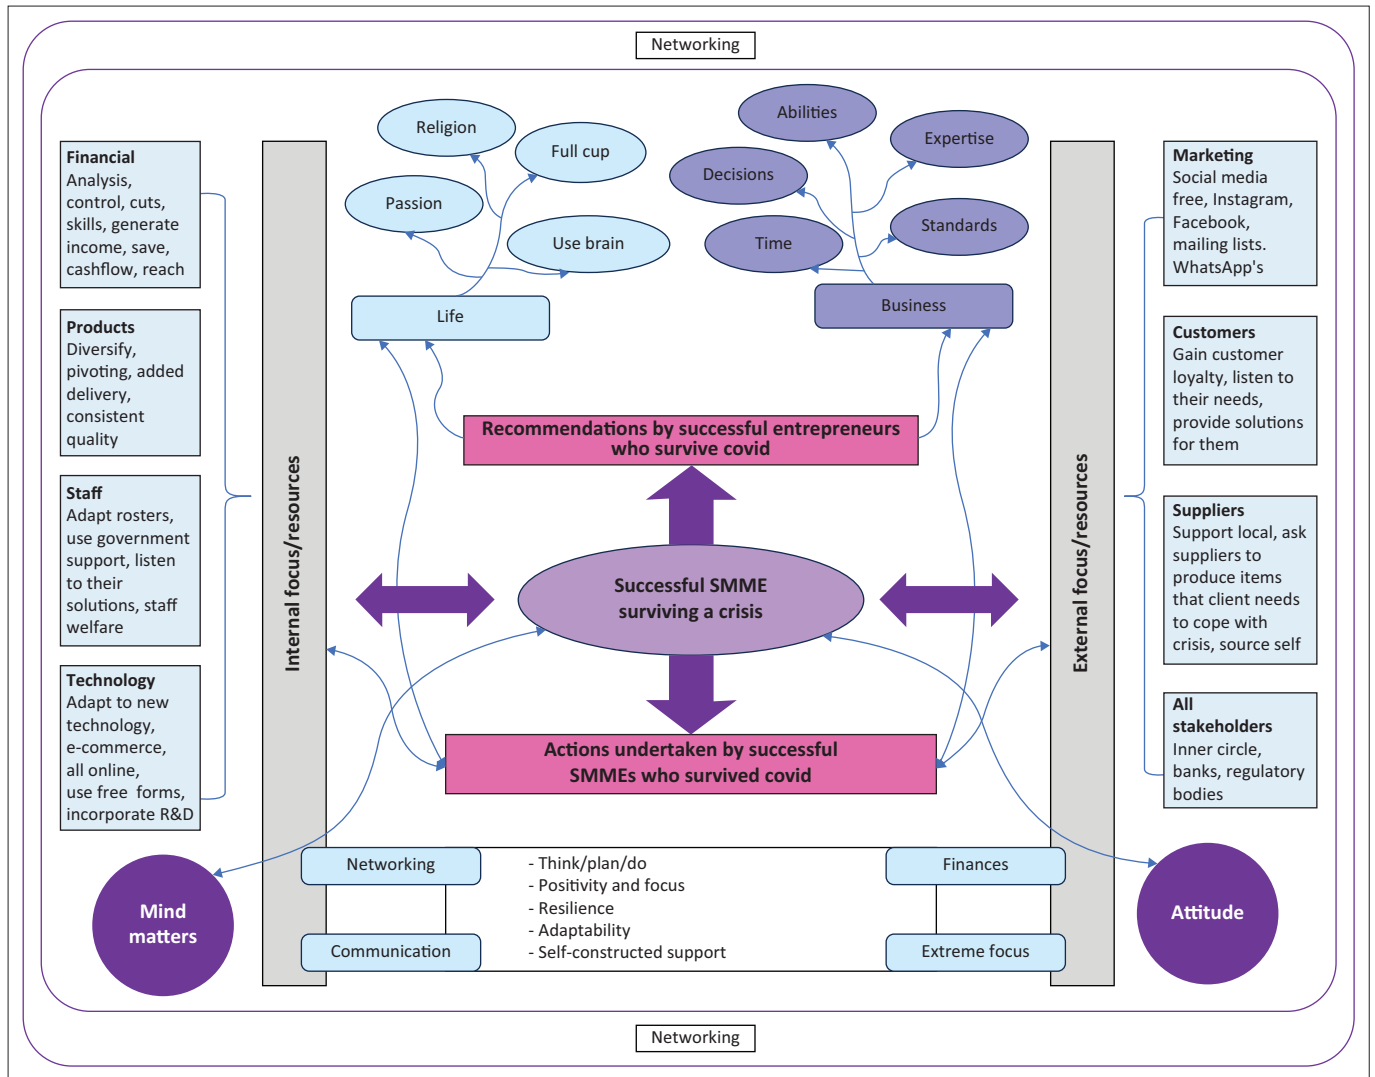 Networking
Financial
Analysis,
control, cuts,
skills, generate
income, save,
cashflow, reach
Products
Diversify,
pivoting, added
delivery,
consistent
quality
Staff
Adapt rosters,
use government
support, listen
to their
solutions, staff
welfare
Technology
Adapt to new
technology,
e-commerce,
all online,
use free  forms,
incorporate R&D
Internal focus/resources
Religion
Full cup
Passion
Use brain
Life
Abilities
Expertise
Decisions
Standards
Time
Business
Recommendations by successful entrepreneurs
who survive covid
Successful SMME
surviving a crisis
Actions undertaken by successful
SMMEs who survived covid
Networking
Communication
- Think/plan/do
- Positivity and focus
- Resilience
- Adaptability
- Self-constructed support
Finances
Extreme focus
External focus/resources
Marketing
Social media
free, Instagram,
Facebook,
mailing lists.
WhatsApp's
Customers
Gain customer
loyalty, listen to
their needs,
provide solutions
for them
Suppliers
Support local, ask
suppliers to
produce items
that client needs
to cope with
crisis, source self
All
stakeholders
Inner circle,
banks, regulatory
bodies
Mind
matters
Attitude
Networking